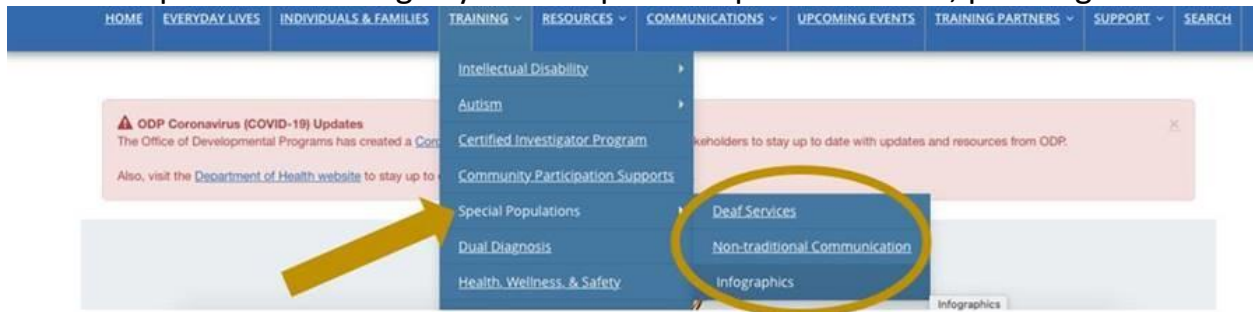 HOME EVERYDAY LIVES INDIVIDUALS & FAMILIES TRAINING RESOURCES COMMUNICATIONS UPCOMING EVENTS TRAINING PARTNERS SUPPORT SEARCH
Intellectual Disability
Autism
ODP Coronavirus (COVID-19) Updates
The Office of Developmental Programs has created a keholders to stay up to date with updates and resources from ODP.
Certified Investigator Program
Also, visit the Department of Health website to stay up to
Community Participation Supports
Special Populations
Deaf Services
Dual Diagnosis
Non-traditional Communication
Health, Wellness, & Safety
Infographics
Infographics